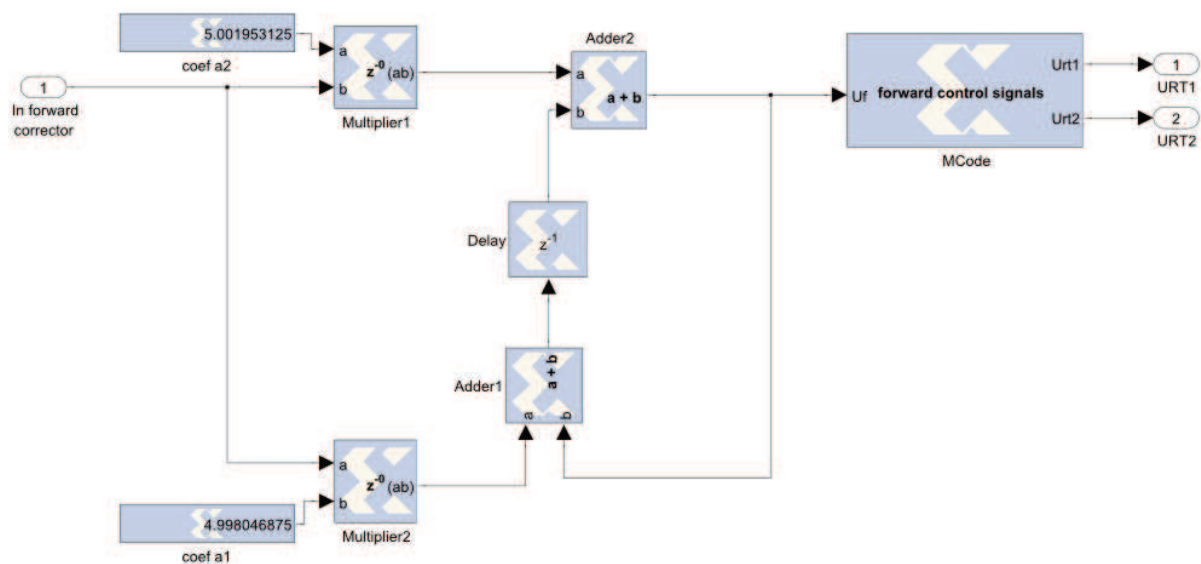 5.001953125
coef a2
1
In forward
corrector
a
b
z⁻⁰(ab)
Multiplier1
Adder2
a
b
a + b
Uf
forward control signals
Urt1
Urt2
MCode
1
URT1
2
URT2
Delay
z⁻¹
Adder1
a + b
a
b
a
b
z⁻⁰(ab)
Multiplier2
4.998046875
coef a1